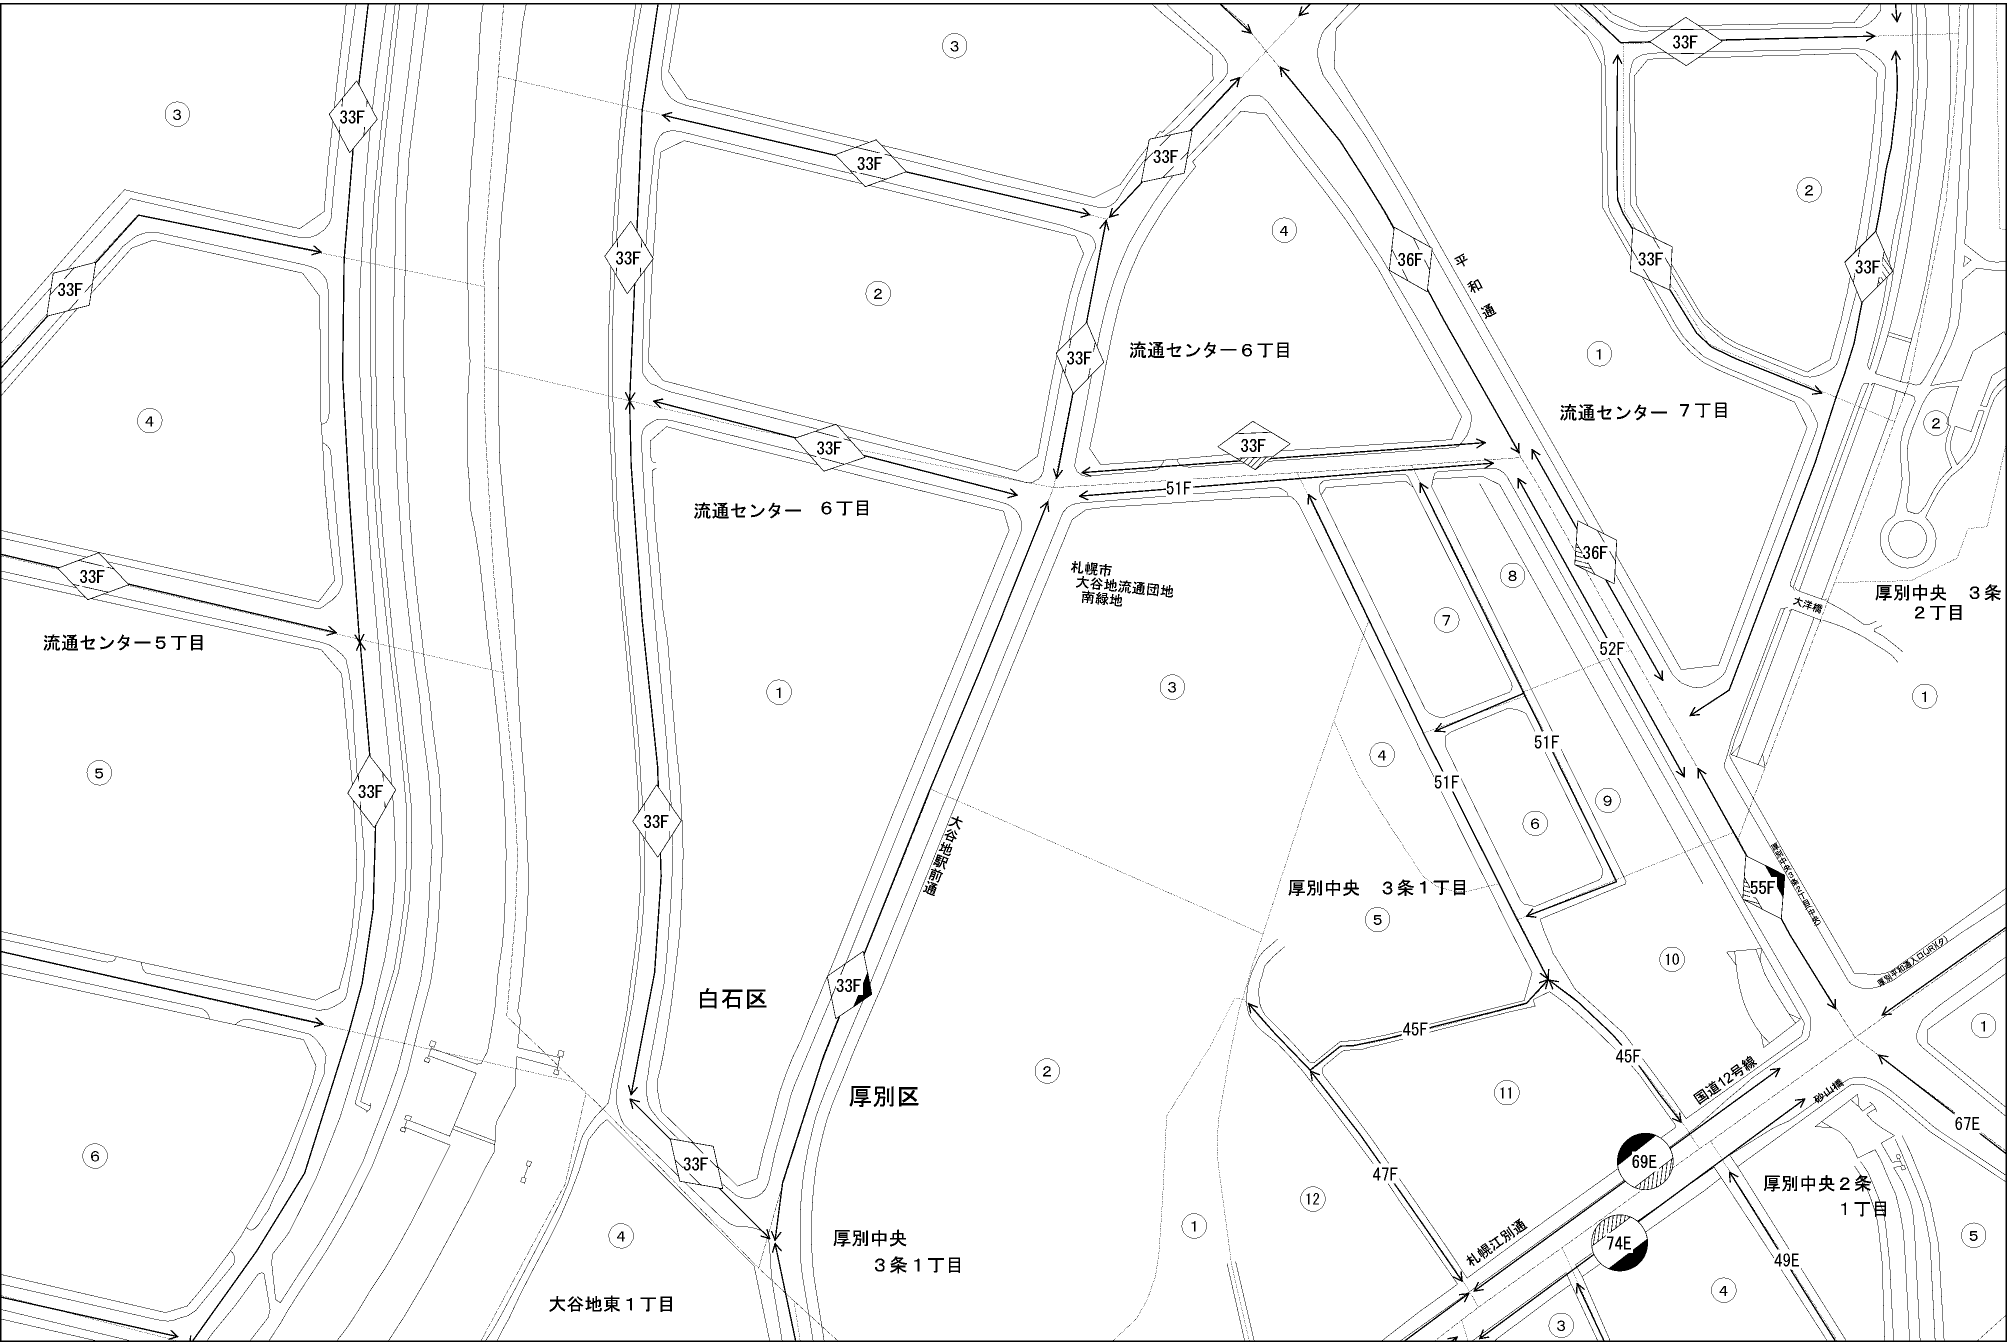 33F
③
33F
③
33F
33F
②
33F
④
33F
33F
36F
平和通
33F
②
33F
33F
④
流通センター５丁目
33F
⑤
33F
⑥
33F
②
33F
流通センター６丁目
33F
流通センター　６丁目
33F
51F
①
流通センター　７丁目
①
②
36F
札幌市
大谷地流通団地
南緑地
③
⑦
⑧
52F
大洋橋
厚別中央　３条
２丁目
①
④
51F
51F
⑥
⑨
33F
大谷地駅前通
33F
厚別中央　３条１丁目
⑤
55F
⑩
白石区
厚別区
②
45F
45F
⑪
国道12号線
砂山橋
①
67E
33F
47F
⑫
69E
74E
札幌江別通
厚別中央２条
１丁目
49E
⑤
④
③
①
厚別中央
３条１丁目
④
大谷地東１丁目